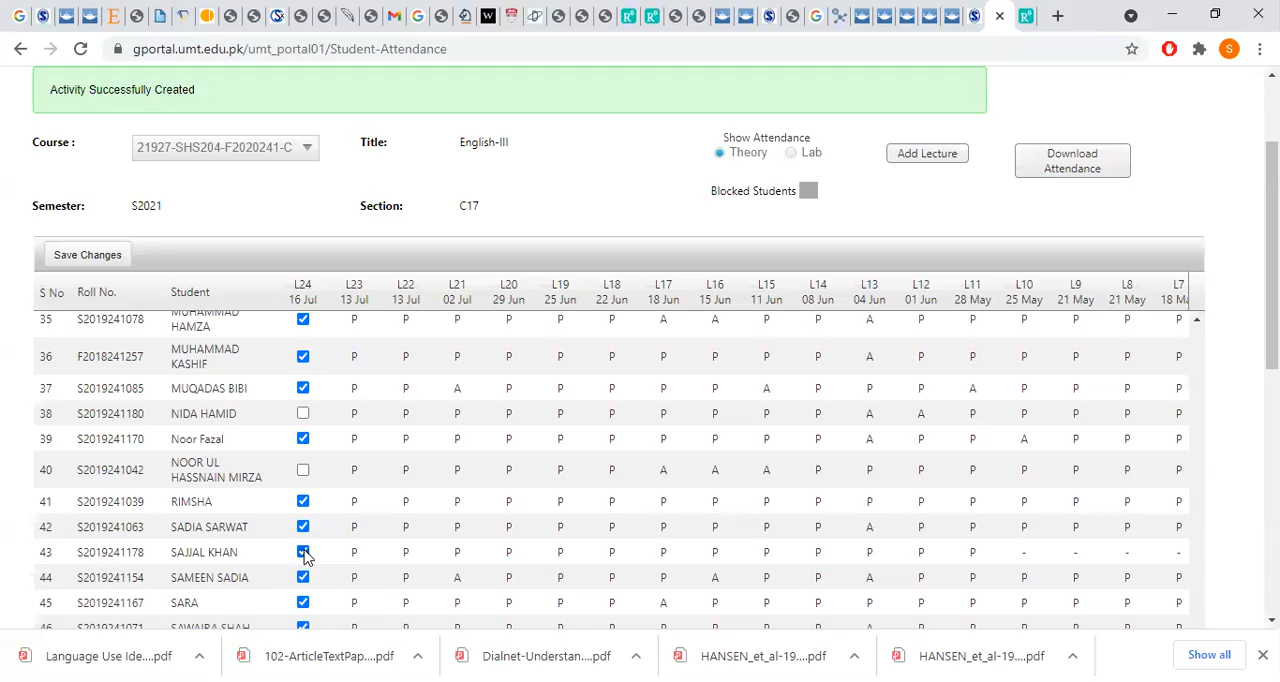 gportal.umt.edu.pk/umt_portal01/Student-Attendance
S
Activity Successfully Created
Course : 21927-SHS204-F2020241-C Title: English-III Show Attendance
Theory Lab
Add Lecture Download Attendance
Blocked Students
Semester: S2021 Section: C17
Save Changes
S No Roll No. Student L24 16 Jul L23 13 Jul L22 13 Jul L21 02 Jul L20 29 Jun L19 25 Jun L18 22 Jun L17 18 Jun L16 15 Jun L15 11 Jun L14 08 Jun L13 04 Jun L12 01 Jun L11 28 May L10 25 May L9 21 May L8 21 May L7 18 Ma
35 S2019241078 MUHAMMAD HAMZA P P P P P P A A P P A P P P P P P
36 F2018241257 MUHAMMAD KASHIF P P P P P P P P P P A P P P P P P
37 S2019241085 MUQADAS BIBI P P A P P P P P A P P P A P P P P
38 S2019241180 NIDA HAMID P P P P P P P P P P A A P P P P P
39 S2019241170 Noor Fazal P P P P P P P P P P A P P A P P P
40 S2019241042 NOOR UL HASSNAIN MIRZA P P P P P P A A A P P P P P P P P
41 S2019241039 RIMSHA P P P P P P P P P P P P P P P P P
42 S2019241063 SADIA SARWAT P P P P P P P P P P A P P P P P P
43 S2019241178 SAJJAL KHAN P P P P P P P P P P P P P - - - -
44 S2019241154 SAMEEN SADIA P P A P P P P A P P A P P P P P P
45 S2019241167 SARA P P P P P P A P P P P P P P P P P
46 S2019241071 SAWAIRA SHAH P P P P P P P P P P A P P P P P P
Language Use Ide....pdf 102-ArticleTextPap....pdf Dialnet-Understan....pdf HANSEN_et_al-19....pdf HANSEN_et_al-19....pdf Show all